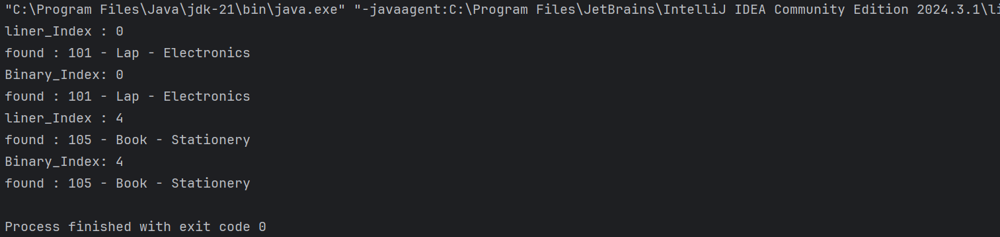 "C:\Program Files\Java\jdk-21\bin\java.exe" "-javaagent:C:\Program Files\JetBrains\IntelliJ IDEA Community Edition 2024.3.1\li
liner_Index : 0
found : 101 - Lap - Electronics
Binary_Index: 0
found : 101 - Lap - Electronics
liner_Index : 4
found : 105 - Book - Stationery
Binary_Index: 4
found : 105 - Book - Stationery
Process finished with exit code 0